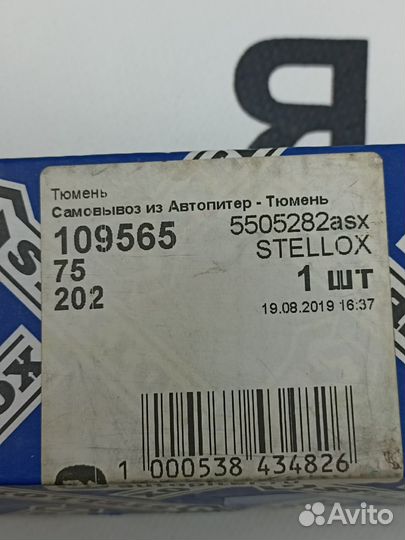 Я
Тюмень
Самовывоз из Автопитер - Тюмень
109565 5505282asx
75 STELLOX
202 1 шт
19.08.2019 16:37
1 000538 434826
Avito